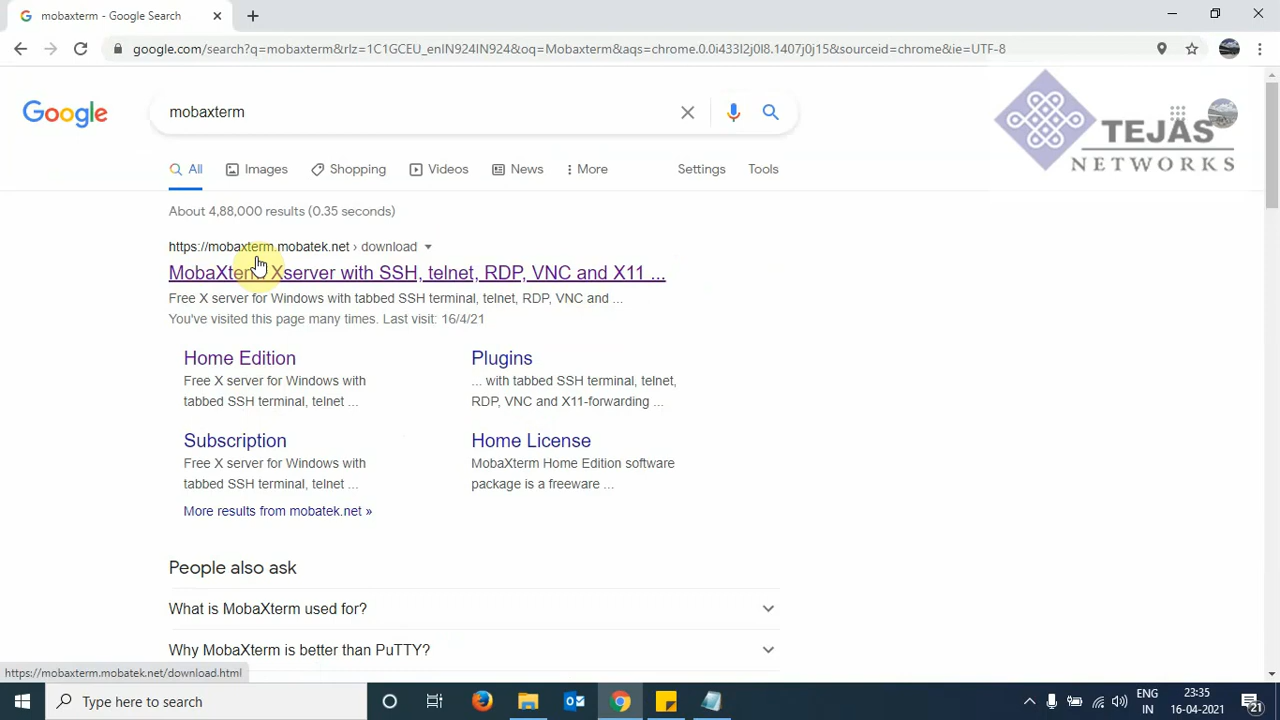 mobaxterm - Google Search
google.com/search?q=mobaxterm&rlz=1C1GCEU_enIN924IN924&oq=Mobaxterm&aqs=chrome.0.0i433l2j0l8.1407j0j15&sourceid=chrome&ie=UTF-8
Google
mobaxterm
TEJAS
NETWORKS
All
Images
Shopping
Videos
News
More
Settings
Tools
About 4,88,000 results (0.35 seconds)
https://mobaxterm.mobatek.net › download
MobaXterm Xserver with SSH, telnet, RDP, VNC and X11 ...
Free X server for Windows with tabbed SSH terminal, telnet, RDP, VNC and ...
You've visited this page many times. Last visit: 16/4/21
Home Edition
Free X server for Windows with
tabbed SSH terminal, telnet ...
Plugins
... with tabbed SSH terminal, telnet,
RDP, VNC and X11-forwarding ...
Subscription
Free X server for Windows with
tabbed SSH terminal, telnet ...
Home License
MobaXterm Home Edition software
package is a freeware ...
More results from mobatek.net »
People also ask
What is MobaXterm used for?
Why MobaXterm is better than PuTTY?
https://mobaxterm.mobatek.net/download.html
Type here to search
ENG
IN
23:35
16-04-2021
21